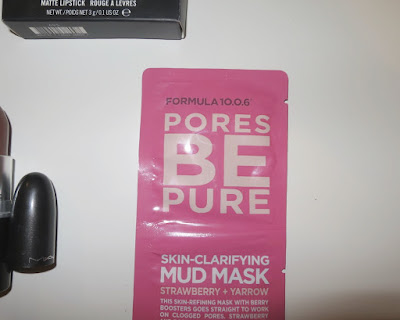 MATTE LIPSTICK ROUGE À LÈVRES
NET WT./POIDS NET 3 g / 0.1 US OZ
FORMULA 10.0.6
PORES
BE
PURE
SKIN-CLARIFYING
MUD MASK
STRAWBERRY + YARROW
THIS SKIN-REFINING MASK WITH BERRY
BOOSTERS GOES STRAIGHT TO WORK
ON CLOGGED PORES. STRAWBERRY
MAC